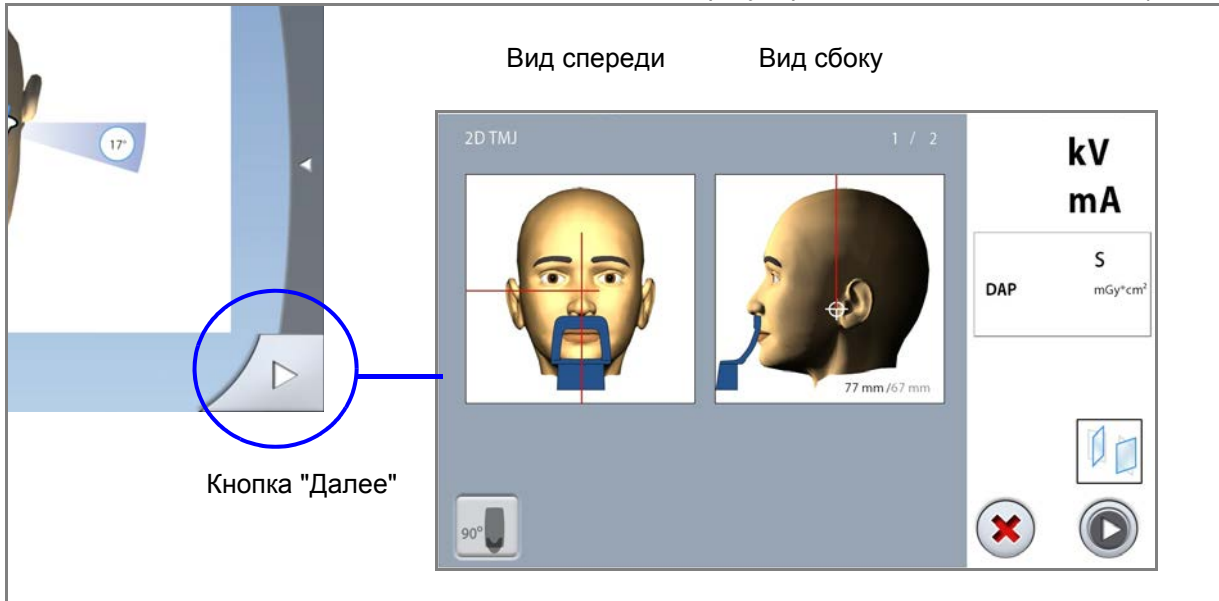 Вид спереди Вид сбоку
17°
2D TMJ 1 / 2
kV
mA
S
DAP mGy*cm²
77 mm /67 mm
Кнопка "Далее"
90°